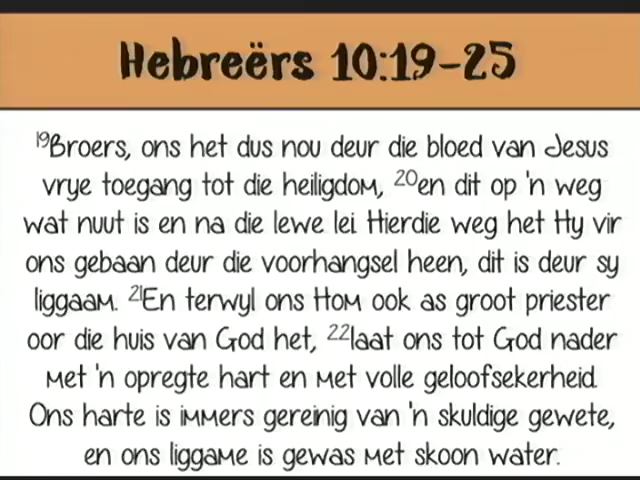 Hebreërs 10:19-25
19Broers, ons het dus nou deur die bloed van Jesus
vrye toegang tot die heiligdom, 20en dit op 'n weg
wat nuut is en na die lewe lei. Hierdie weg het Hy vir
ons gebaan deur die voorhangsel heen, dit is deur sy
liggaam. 21En terwyl ons Hom ook as groot priester
oor die huis van God het, 22laat ons tot God nader
met 'n opregte hart en met volle geloofsekerheid.
Ons harte is immers gereinig van 'n skuldige gewete,
en ons liggame is gewas met skoon water.